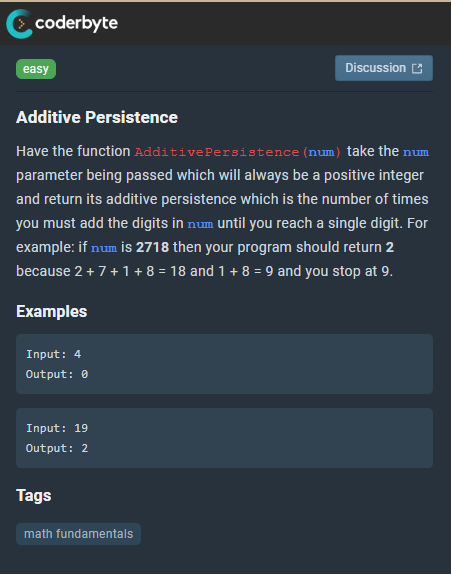 coderbyte
easy
Discussion
Additive Persistence
Have the function AdditivePersistence(num) take the num
parameter being passed which will always be a positive integer
and return its additive persistence which is the number of times
you must add the digits in num until you reach a single digit. For
example: if num is 2718 then your program should return 2
because 2 + 7 + 1 + 8 = 18 and 1 + 8 = 9 and you stop at 9.
Examples
Input: 4
Output: 0
Input: 19
Output: 2
Tags
math fundamentals